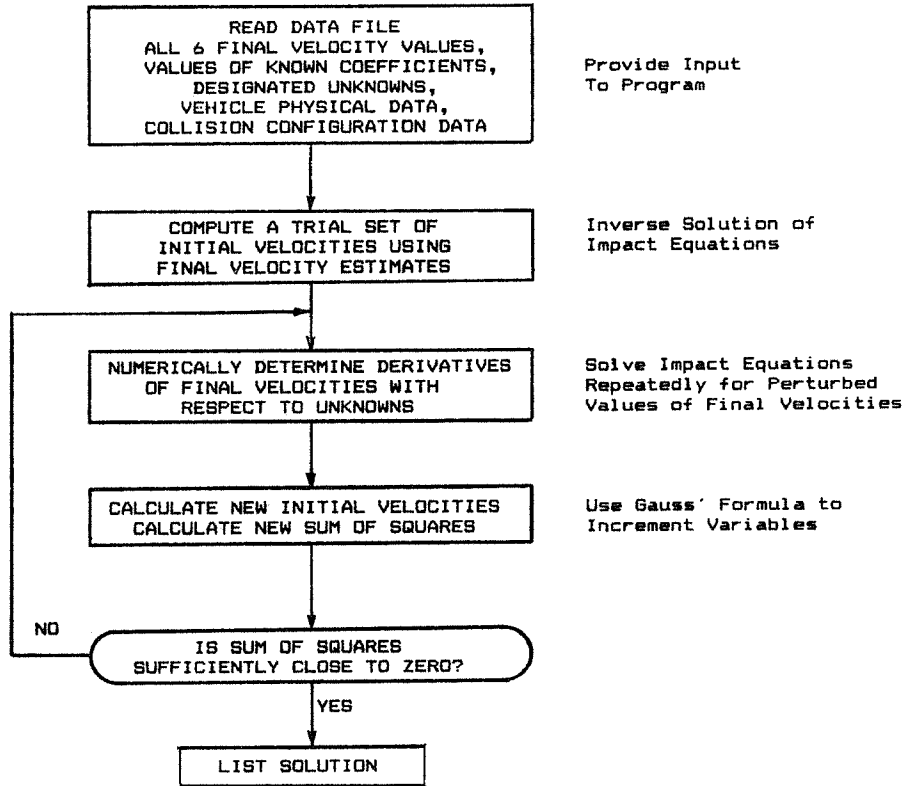 READ DATA FILE
ALL 6 FINAL VELOCITY VALUES,
VALUES OF KNOWN COEFFICIENTS,
DESIGNATED UNKNOWNS,
VEHICLE PHYSICAL DATA,
COLLISION CONFIGURATION DATA
Provide Input
To Program
COMPUTE A TRIAL SET OF
INITIAL VELOCITIES USING
FINAL VELOCITY ESTIMATES
Inverse Solution of
Impact Equations
NUMERICALLY DETERMINE DERIVATIVES
OF FINAL VELOCITIES WITH
RESPECT TO UNKNOWNS
Solve Impact Equations
Repeatedly for Perturbed
Values of Final Velocities
CALCULATE NEW INITIAL VELOCITIES
CALCULATE NEW SUM OF SQUARES
Use Gauss' Formula to
Increment Variables
NO
IS SUM OF SQUARES
SUFFICIENTLY CLOSE TO ZERO?
YES
LIST SOLUTION